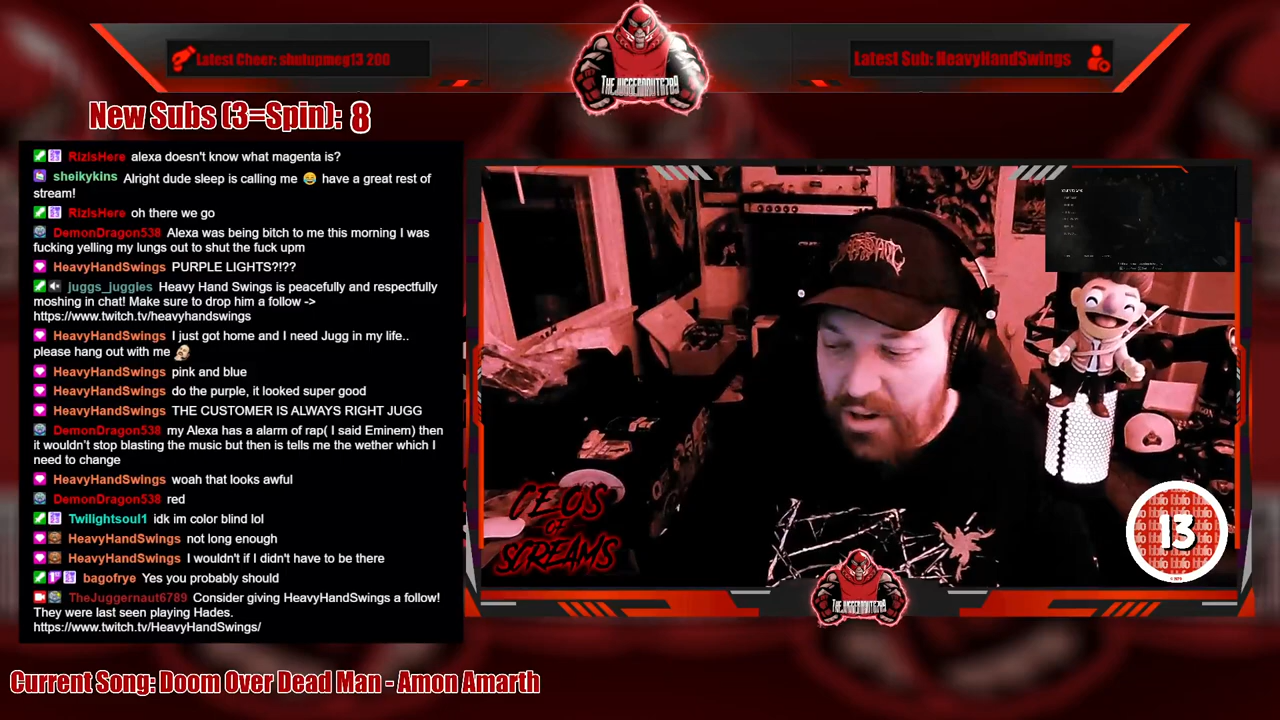 Latest Cheer: shutupmeg13 200
THEJUGGERNAUT6789
Latest Sub: HeavyHandSwings
New Subs (3=Spin): 8
RizIsHere alexa doesn't know what magenta is?
sheikykins Alright dude sleep is calling me 😂 have a great rest of
stream!
RizIsHere oh there we go
DemonDragon538 Alexa was being bitch to me this morning I was
fucking yelling my lungs out to shut the fuck upm
HeavyHandSwings PURPLE LIGHTS?!??
juggs_juggies Heavy Hand Swings is peacefully and respectfully
moshing in chat! Make sure to drop him a follow ->
https://www.twitch.tv/heavyhandswings
HeavyHandSwings I just got home and I need Jugg in my life..
please hang out with me
HeavyHandSwings pink and blue
HeavyHandSwings do the purple, it looked super good
HeavyHandSwings THE CUSTOMER IS ALWAYS RIGHT JUGG
DemonDragon538 my Alexa has a alarm of rap( I said Eminem) then
it wouldn't stop blasting the music but then is tells me the wether which I
need to change
HeavyHandSwings woah that looks awful
DemonDragon538 red
Twilightsoul1 idk im color blind lol
HeavyHandSwings not long enough
HeavyHandSwings I wouldn't if I didn't have to be there
bagofrye Yes you probably should
TheJuggernaut6789 Consider giving HeavyHandSwings a follow!
They were last seen playing Hades.
https://www.twitch.tv/HeavyHandSwings/
CEOS
OF
SCREAMS
13
THEJUGGERNAUT6789
Current Song: Doom Over Dead Man - Amon Amarth